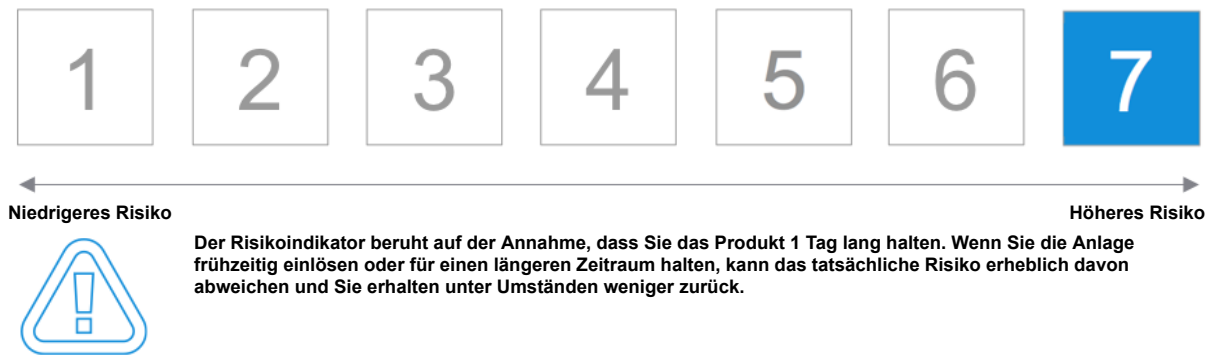 1 2 3 4 5 6 7
Niedrigeres Risiko Höheres Risiko
Der Risikoindikator beruht auf der Annahme, dass Sie das Produkt 1 Tag lang halten. Wenn Sie die Anlage
frühzeitig einlösen oder für einen längeren Zeitraum halten, kann das tatsächliche Risiko erheblich davon
abweichen und Sie erhalten unter Umständen weniger zurück.